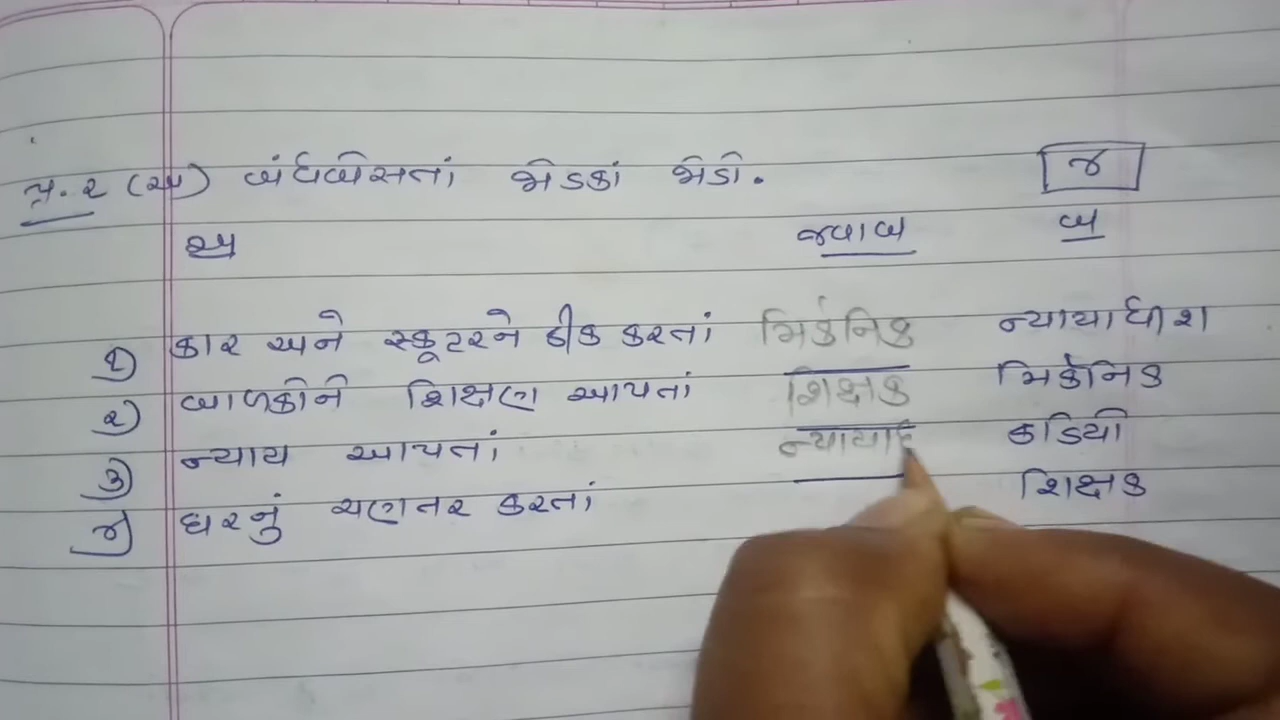 પ્ર. ૨ (અ) બંધબેસતાં જોડકાં જોડો. ૪
અ જવાબ બ
૧) કાર અને સ્કૂટરને ઠીક કરતાં મિકેનિક ન્યાયાધીશ
૨) બાળકોને શિક્ષણ આપતાં શિક્ષક મિકેનિક
૩) ન્યાય આપતાં ન્યાયાધ કડિયો
૪) ઘરનું ચણતર કરતાં શિક્ષક